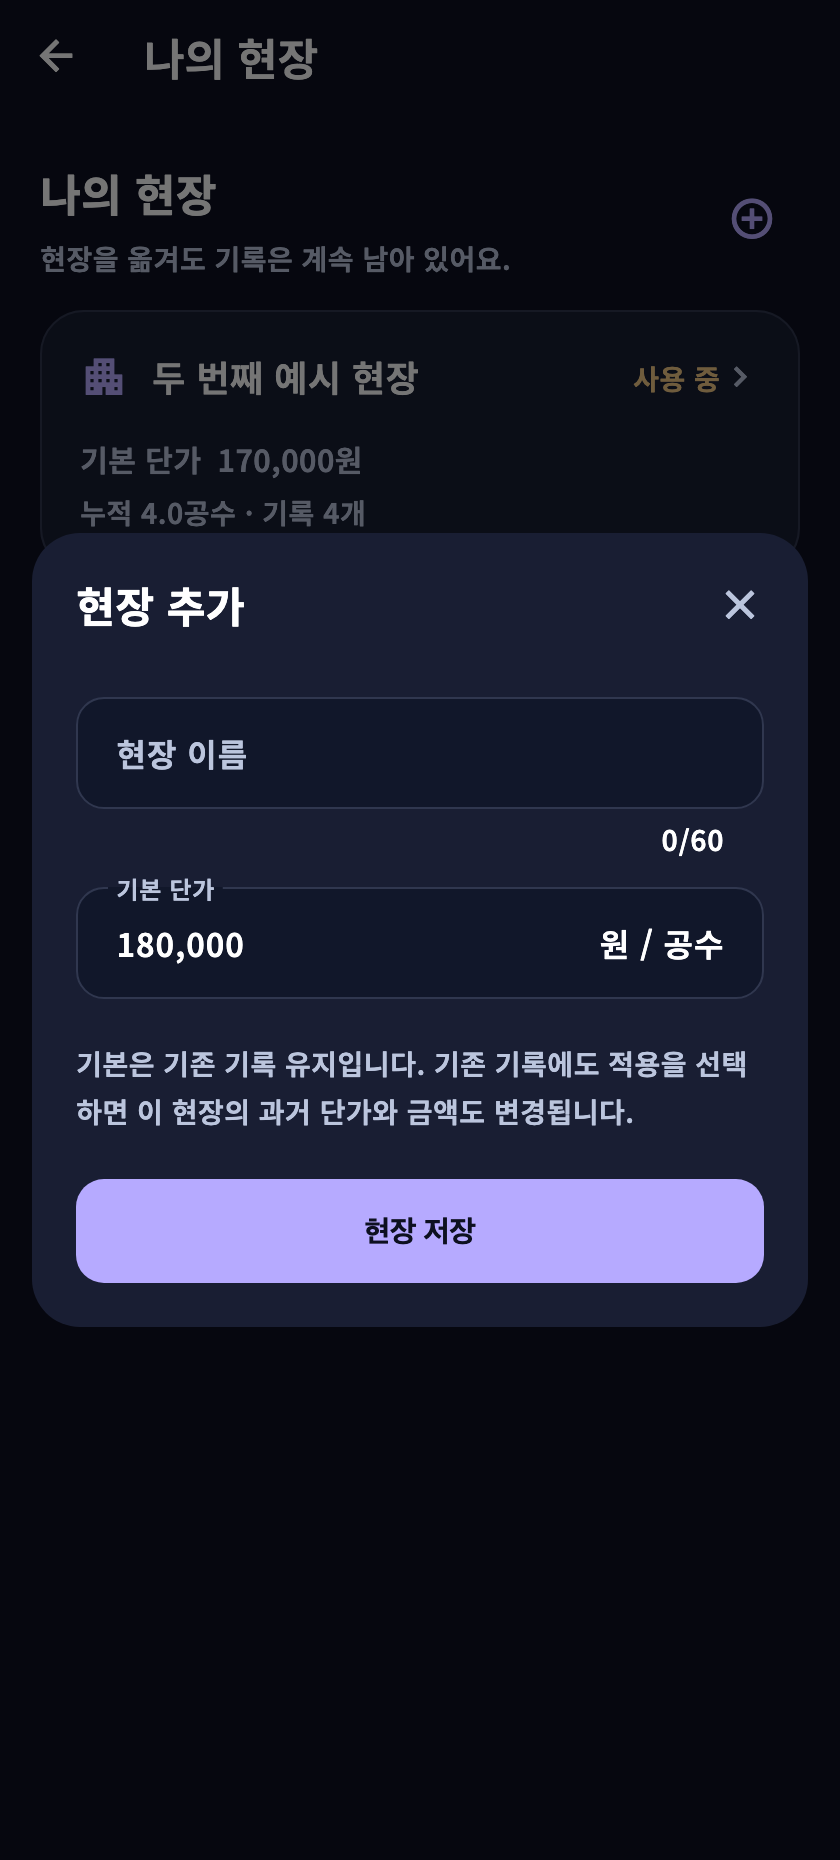 나의 현장
나의 현장
현장을 옮겨도 기록은 계속 남아 있어요.
두 번째 예시 현장
사용 중
기본 단가 170,000원
누적 4.0공수 · 기록 4개
현장 추가
현장 이름
0/60
기본 단가
180,000 원 / 공수
기본은 기존 기록 유지입니다. 기존 기록에도 적용을 선택
하면 이 현장의 과거 단가와 금액도 변경됩니다.
현장 저장